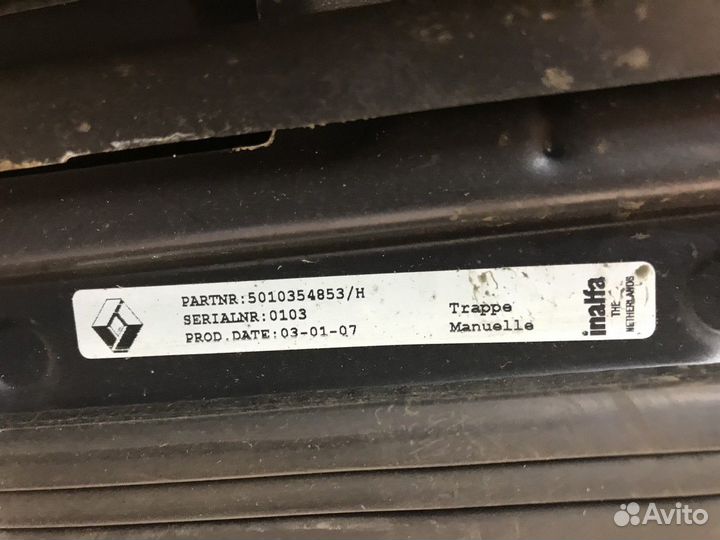 PARTNR:5010354853/H
SERIALNR:0103
PROD.DATE:03-01-07
Trappe
Manuelle
inalfa
THE
NETHERLANDS
Avito